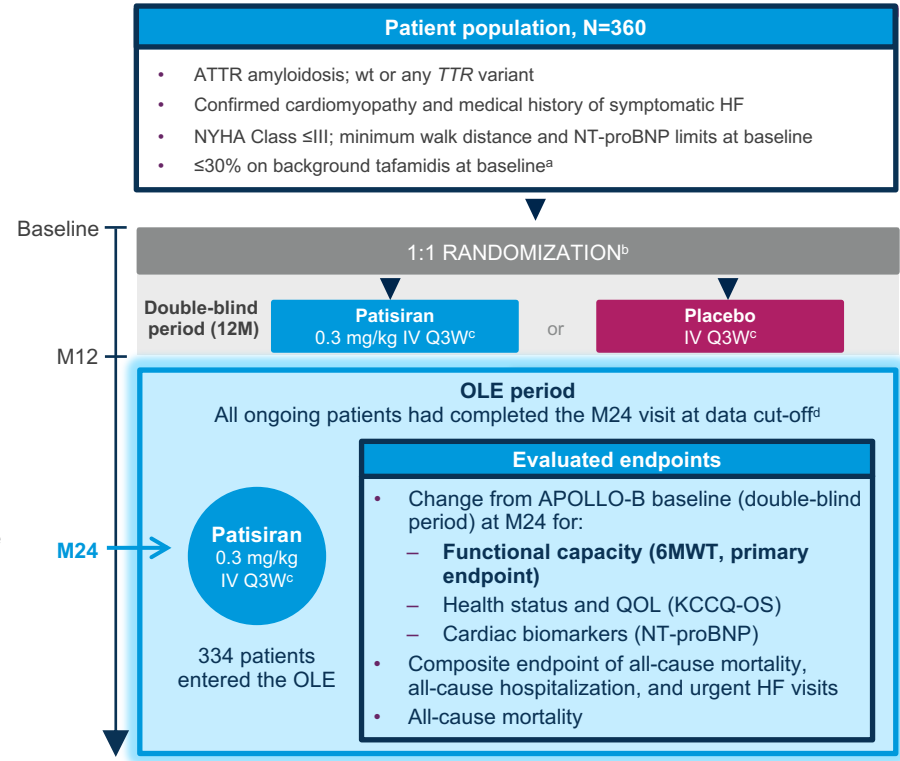 Patient population, N=360
• ATTR amyloidosis; wt or any TTR variant
• Confirmed cardiomyopathy and medical history of symptomatic HF
• NYHA Class ≤III; minimum walk distance and NT-proBNP limits at baseline
• ≤30% on background tafamidis at baselineᵃ
Baseline
1:1 RANDOMIZATIONᵇ
Double-blind
period (12M)
Patisiran
0.3 mg/kg IV Q3Wᶜ
or
Placebo
IV Q3Wᶜ
M12
OLE period
All ongoing patients had completed the M24 visit at data cut-offᵈ
M24
Patisiran
0.3 mg/kg
IV Q3Wᶜ
334 patients
entered the OLE
Evaluated endpoints
• Change from APOLLO-B baseline (double-blind
period) at M24 for:
– Functional capacity (6MWT, primary
endpoint)
– Health status and QOL (KCCQ-OS)
– Cardiac biomarkers (NT-proBNP)
• Composite endpoint of all-cause mortality,
all-cause hospitalization, and urgent HF visits
• All-cause mortality